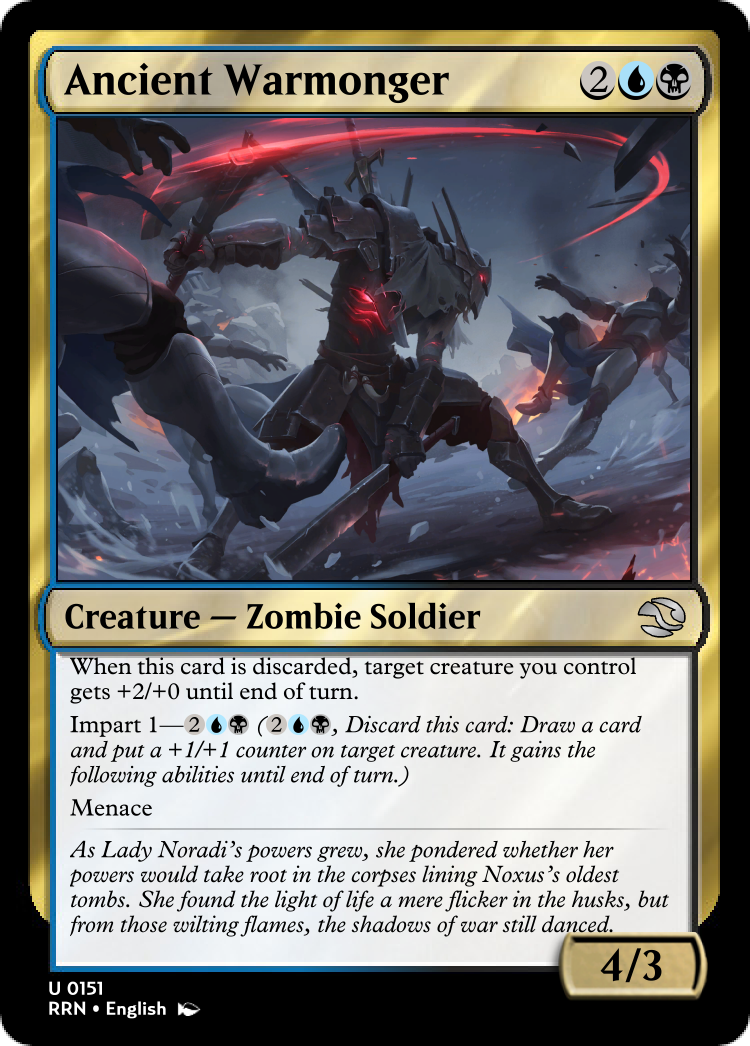 Ancient Warmonger 2
Creature — Zombie Soldier
When this card is discarded, target creature you control
gets +2/+0 until end of turn.
Impart 1—2 (2, Discard this card: Draw a card
and put a +1/+1 counter on target creature. It gains the
following abilities until end of turn.)
Menace
As Lady Noradi's powers grew, she pondered whether her
powers would take root in the corpses lining Noxus's oldest
tombs. She found the light of life a mere flicker in the husks, but
from those wilting flames, the shadows of war still danced.
4/3
U 0151
RRN • English